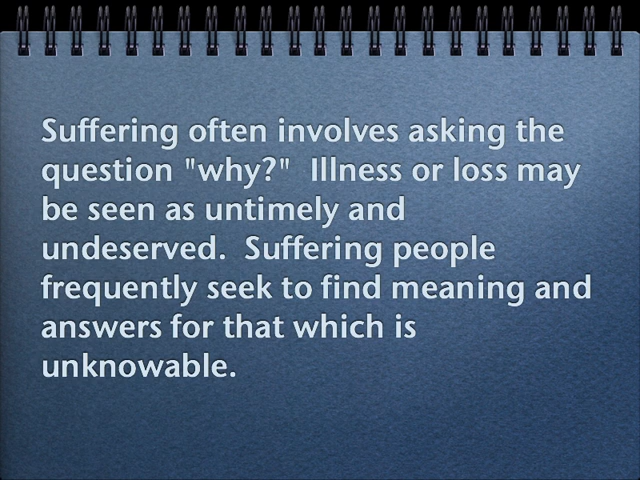 Suffering often involves asking the
question "why?"  Illness or loss may
be seen as untimely and
undeserved.  Suffering people
frequently seek to find meaning and
answers for that which is
unknowable.